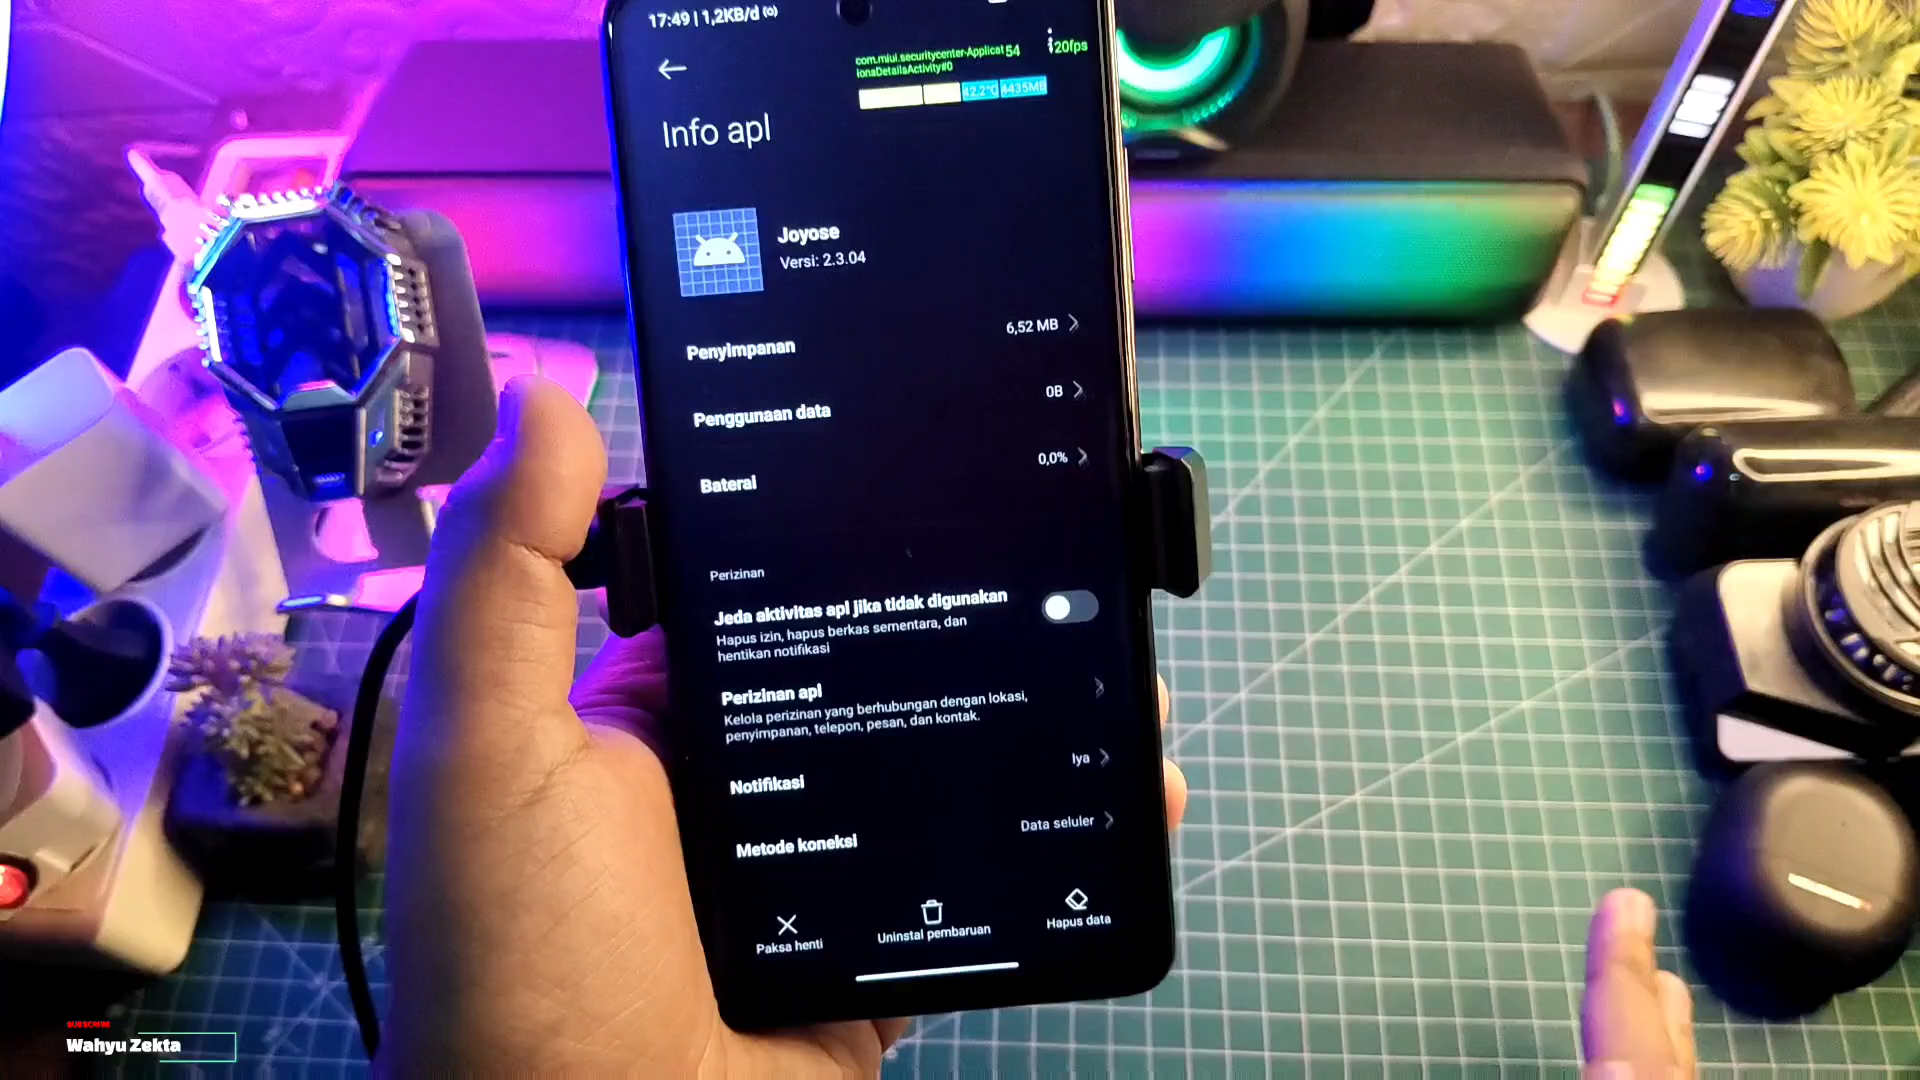 17:49 | 1,2KB/d
com.miui.securitycenter-Applicat 54
ionsDetailsActivity#0
120fps
42.2°C 4435MB
Info apl
Joyose
Versi: 2.3.04
Penyimpanan
6,52 MB
Penggunaan data
0B
Baterai
0,0%
Perizinan
Jeda aktivitas apl jika tidak digunakan
Hapus izin, hapus berkas sementara, dan
hentikan notifikasi
Perizinan apl
Kelola perizinan yang berhubungan dengan lokasi,
penyimpanan, telepon, pesan, dan kontak.
Notifikasi
Iya
Metode koneksi
Data seluler
Paksa henti
Uninstal pembaruan
Hapus data
SUBSCRIBE
Wahyu Zekta